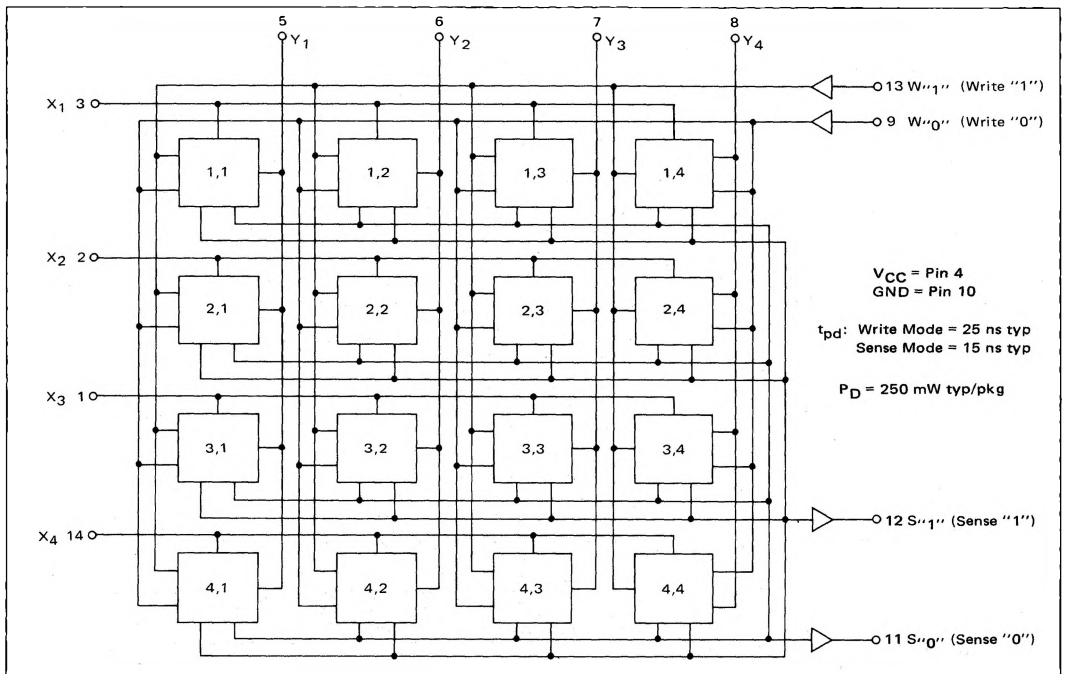 5 6 7 8
Y1 Y2 Y3 Y4
13 W"1" (Write "1")
X1 3
9 W"0" (Write "0")
1,1 1,2 1,3 1,4
X2 2
VCC = Pin 4
GND = Pin 10
2,1 2,2 2,3 2,4
tpd: Write Mode = 25 ns typ
Sense Mode = 15 ns typ
PD = 250 mW typ/pkg
X3 1
3,1 3,2 3,3 3,4
12 S"1" (Sense "1")
X4 14
4,1 4,2 4,3 4,4
11 S"0" (Sense "0")